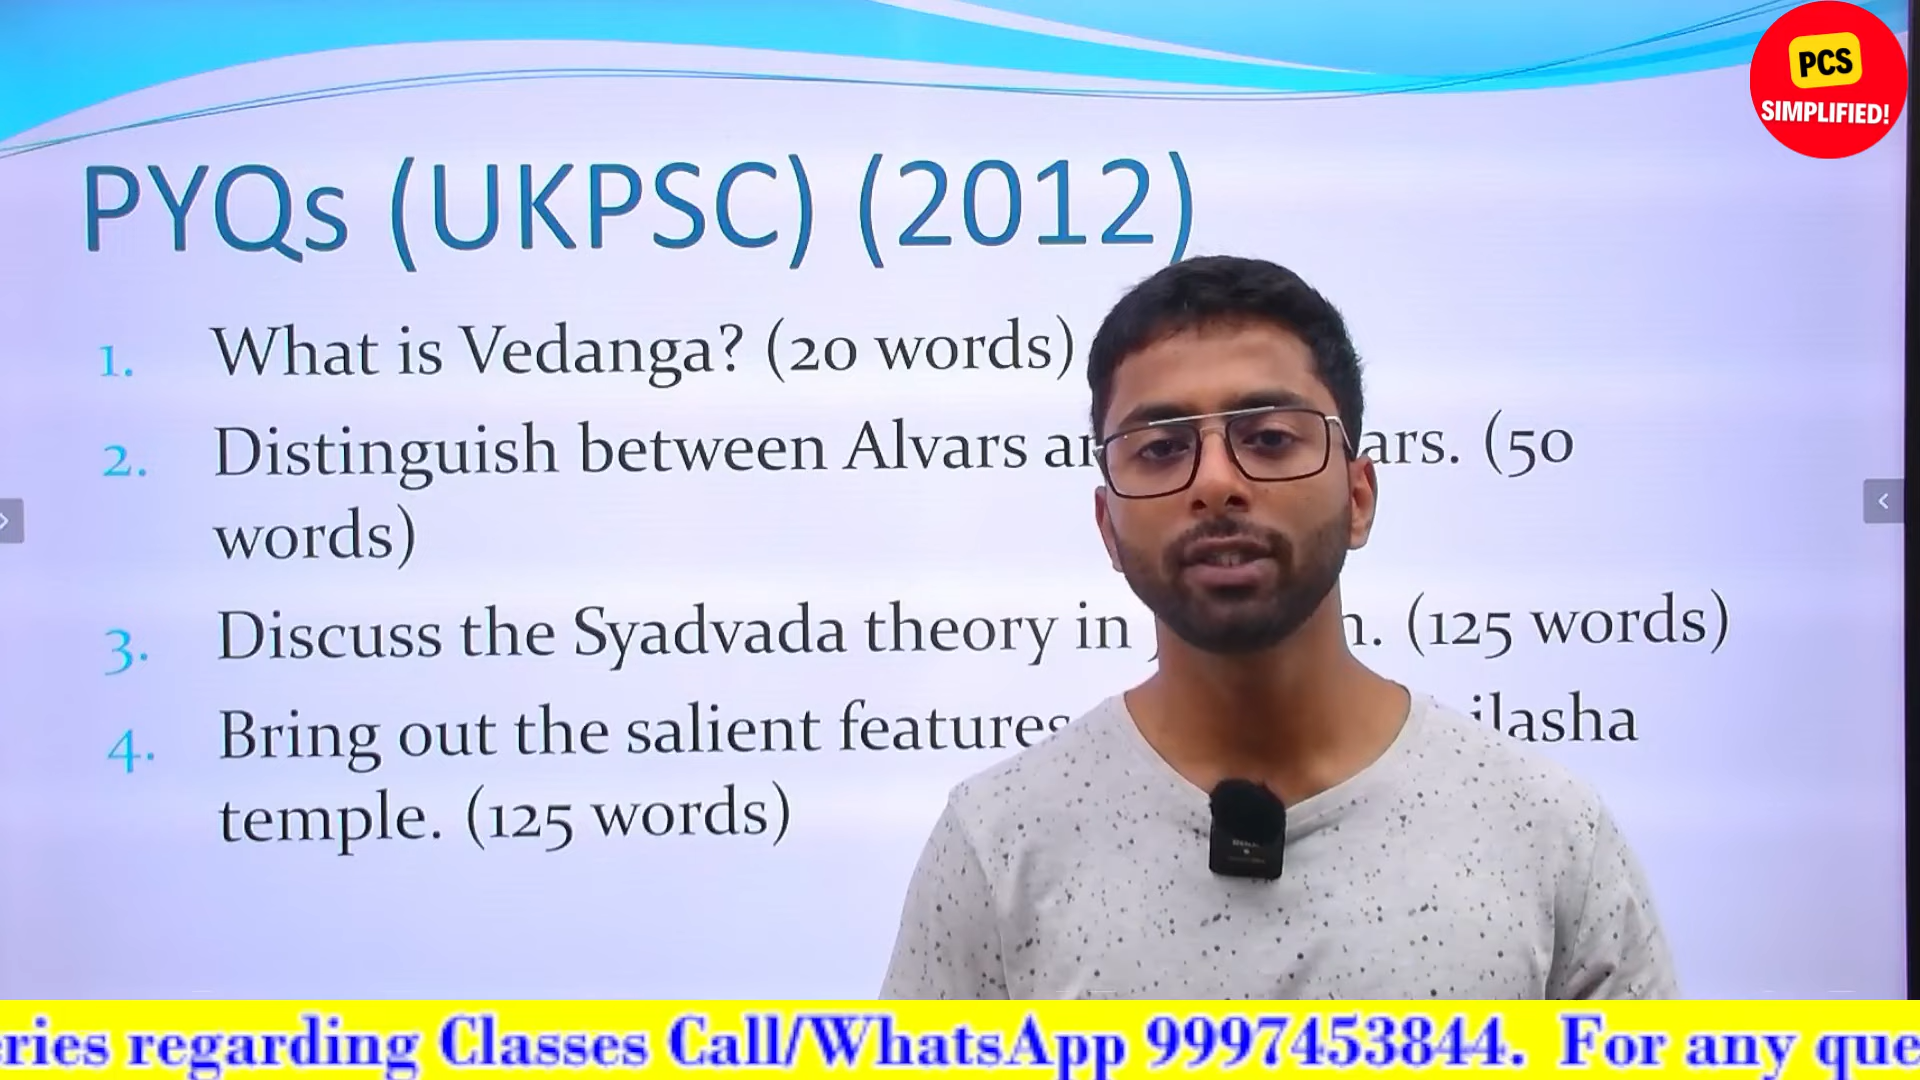 PCS
SIMPLIFIED!
PYQs (UKPSC) (2012)
1. What is Vedanga? (20 words)
2. Distinguish between Alvars ars. (50
words)
3. Discuss the Syadvada theory in (125 words)
4. Bring out the salient features ilasha
temple. (125 words)
ries regarding Classes Call/WhatsApp 9997453844. For any que